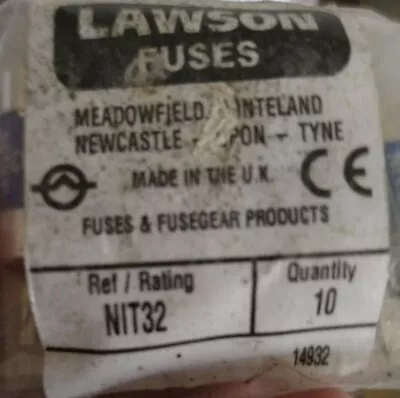 LAWSON
FUSES
MEADOWFIELD.
NEWCASTLE - UPON - TYNE
MADE IN THE U.K.
CE
FUSES & FUSEGEAR PRODUCTS
Ref / Rating
Quantity
NIT32
10
14932